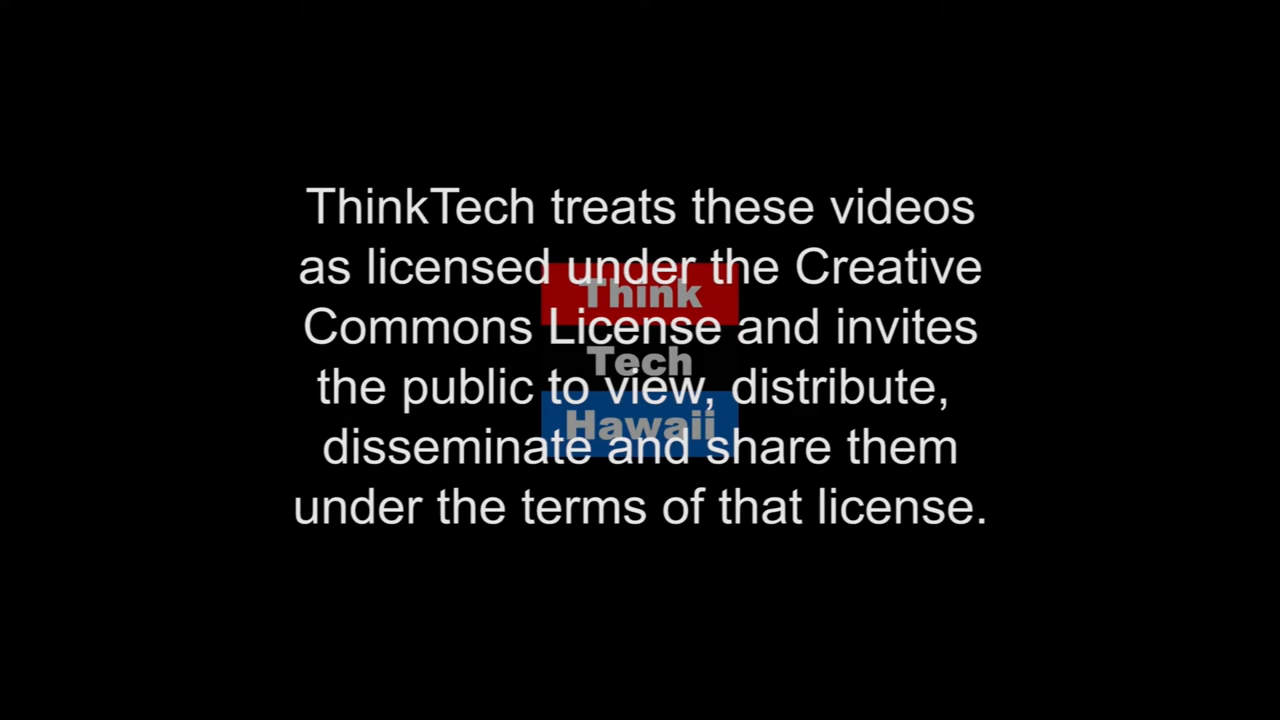 ThinkTech treats these videos
as licensed under the Creative
Commons License and invites
the public to view, distribute,
disseminate and share them
under the terms of that license.
Think
Tech
Hawaii